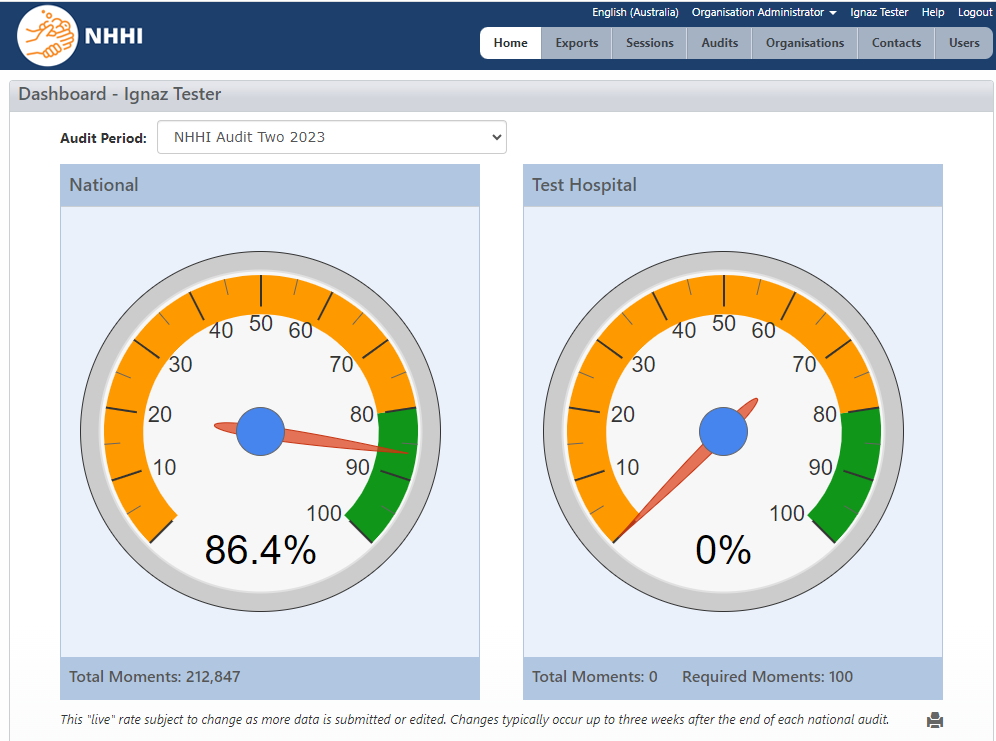 English (Australia) Organisation Administrator Ignaz Tester Help Logout
NHHI
Home Exports Sessions Audits Organisations Contacts Users
Dashboard - Ignaz Tester
Audit Period: NHHI Audit Two 2023
National
10
20
30
40
50
60
70
80
90
100
86.4%
Total Moments: 212,847
Test Hospital
10
20
30
40
50
60
70
80
90
100
0%
Total Moments: 0 Required Moments: 100
This "live" rate subject to change as more data is submitted or edited. Changes typically occur up to three weeks after the end of each national audit.